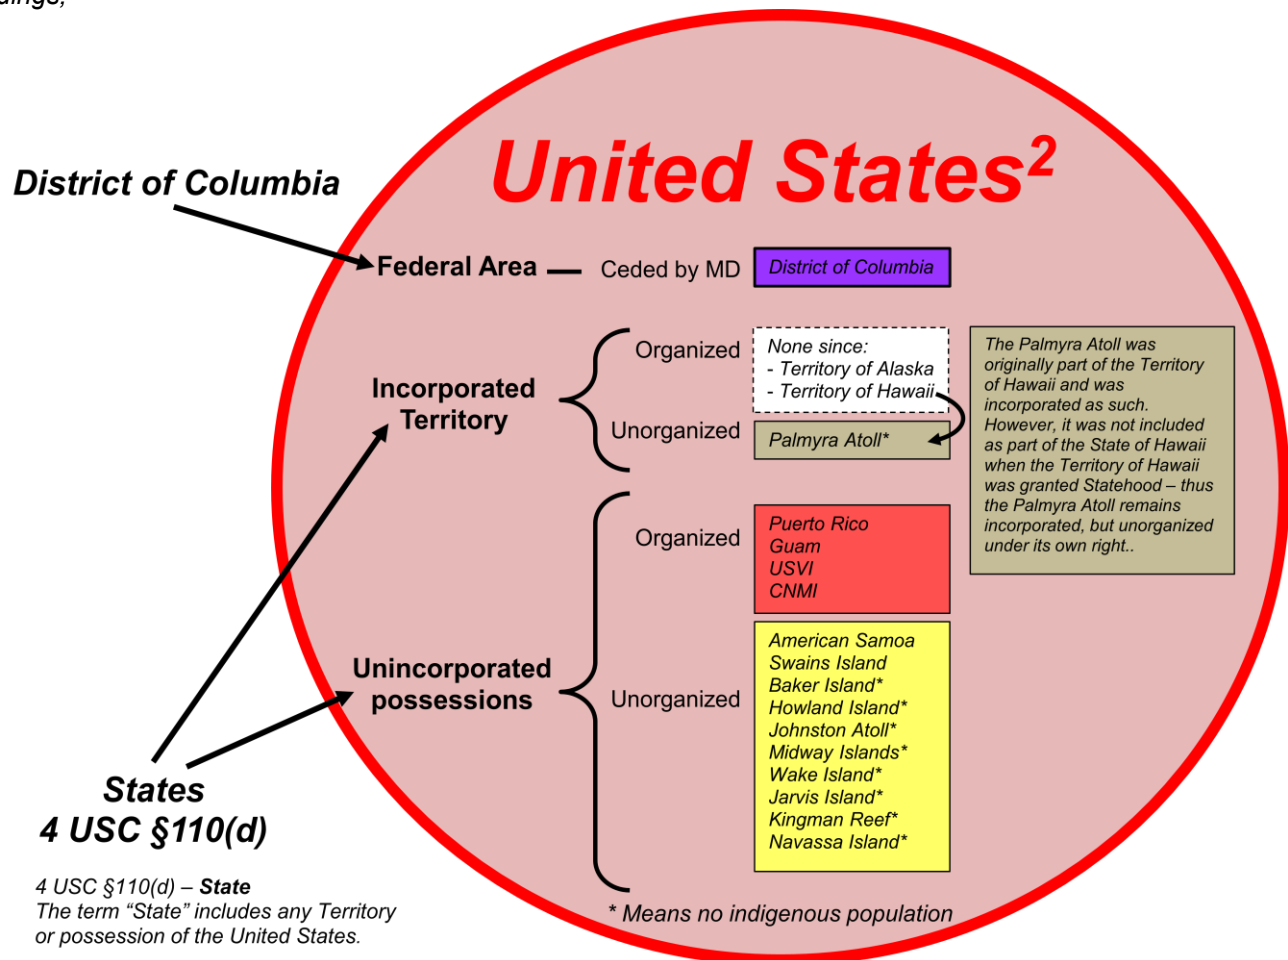 dings,
United States²
District of Columbia
Federal Area
Ceded by MD
District of Columbia
Incorporated
Territory
Organized
None since:
- Territory of Alaska
- Territory of Hawaii
Unorganized
Palmyra Atoll*
The Palmyra Atoll was
originally part of the Territory
of Hawaii and was
incorporated as such.
However, it was not included
as part of the State of Hawaii
when the Territory of Hawaii
was granted Statehood – thus
the Palmyra Atoll remains
incorporated, but unorganized
under its own right..
Unincorporated
possessions
Organized
Puerto Rico
Guam
USVI
CNMI
Unorganized
American Samoa
Swains Island
Baker Island*
Howland Island*
Johnston Atoll*
Midway Islands*
Wake Island*
Jarvis Island*
Kingman Reef*
Navassa Island*
* Means no indigenous population
States
4 USC §110(d)
4 USC §110(d) – State
The term “State” includes any Territory
or possession of the United States.